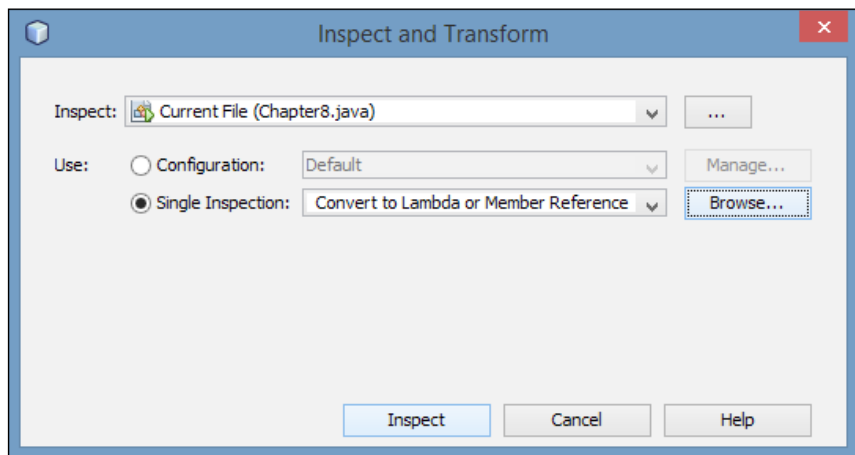 Inspect and Transform
Inspect: Current File (Chapter8.java) ...
Use: Configuration: Default Manage...
Single Inspection: Convert to Lambda or Member Reference Browse...
Inspect Cancel Help